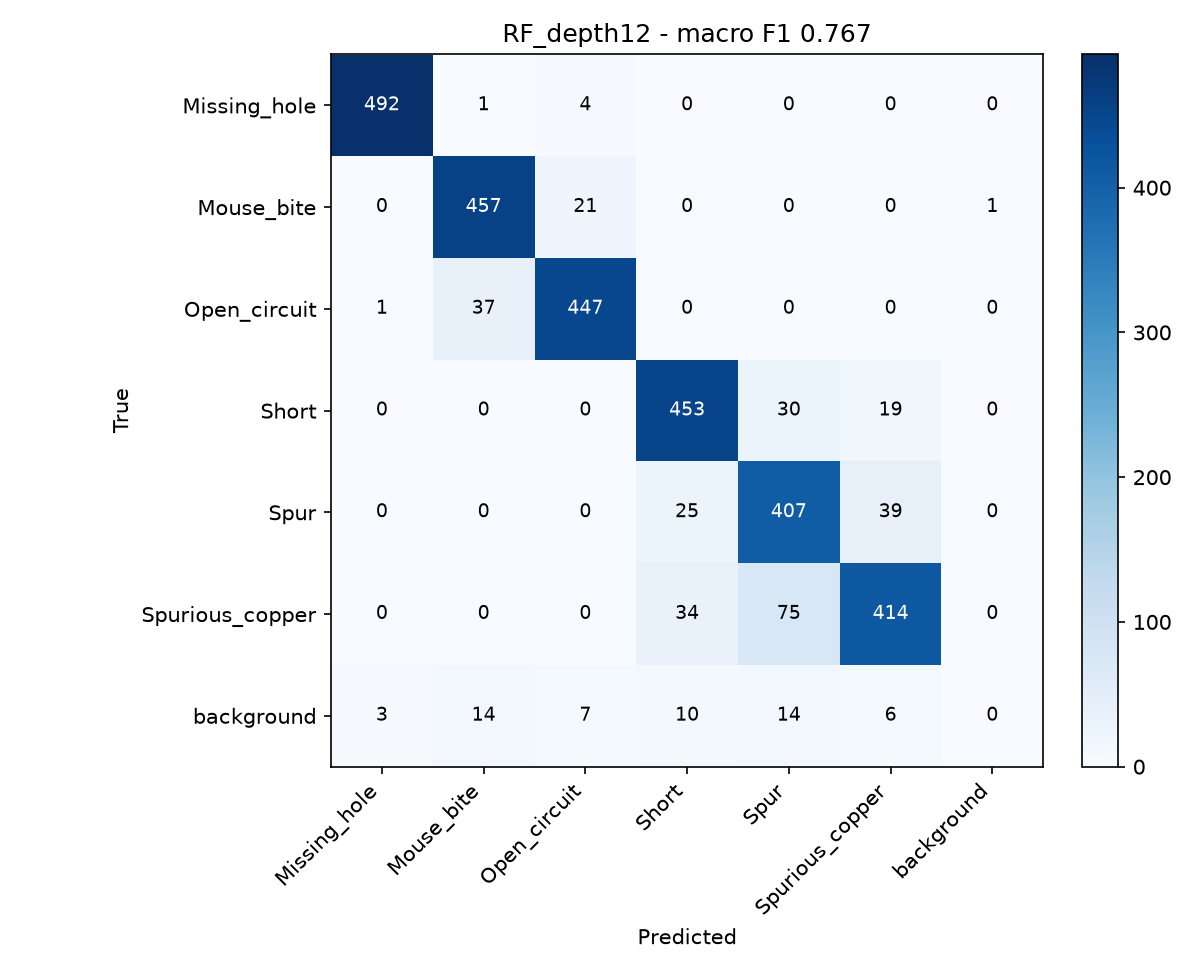 RF_depth12 - macro F1 0.767
Missing_hole 492 1 4 0 0 0 0
Mouse_bite 0 457 21 0 0 0 1
Open_circuit 1 37 447 0 0 0 0
Short 0 0 0 453 30 19 0
Spur 0 0 0 25 407 39 0
Spurious_copper 0 0 0 34 75 414 0
background 3 14 7 10 14 6 0
True
Missing_hole Mouse_bite Open_circuit Short Spur Spurious_copper background
Predicted
400
300
200
100
0